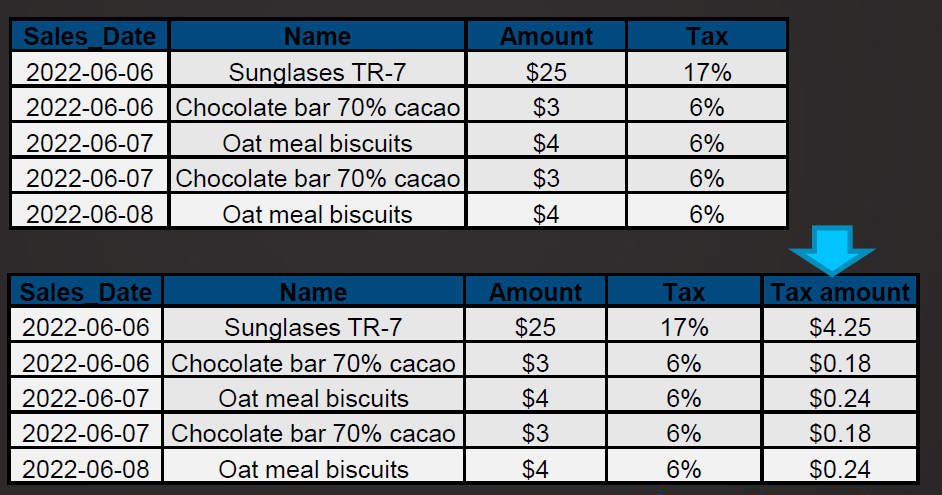 Sales_Date Name Amount Tax
2022-06-06 Sunglases TR-7 $25 17%
2022-06-06 Chocolate bar 70% cacao $3 6%
2022-06-07 Oat meal biscuits $4 6%
2022-06-07 Chocolate bar 70% cacao $3 6%
2022-06-08 Oat meal biscuits $4 6%
Sales_Date Name Amount Tax Tax amount
2022-06-06 Sunglases TR-7 $25 17% $4.25
2022-06-06 Chocolate bar 70% cacao $3 6% $0.18
2022-06-07 Oat meal biscuits $4 6% $0.24
2022-06-07 Chocolate bar 70% cacao $3 6% $0.18
2022-06-08 Oat meal biscuits $4 6% $0.24